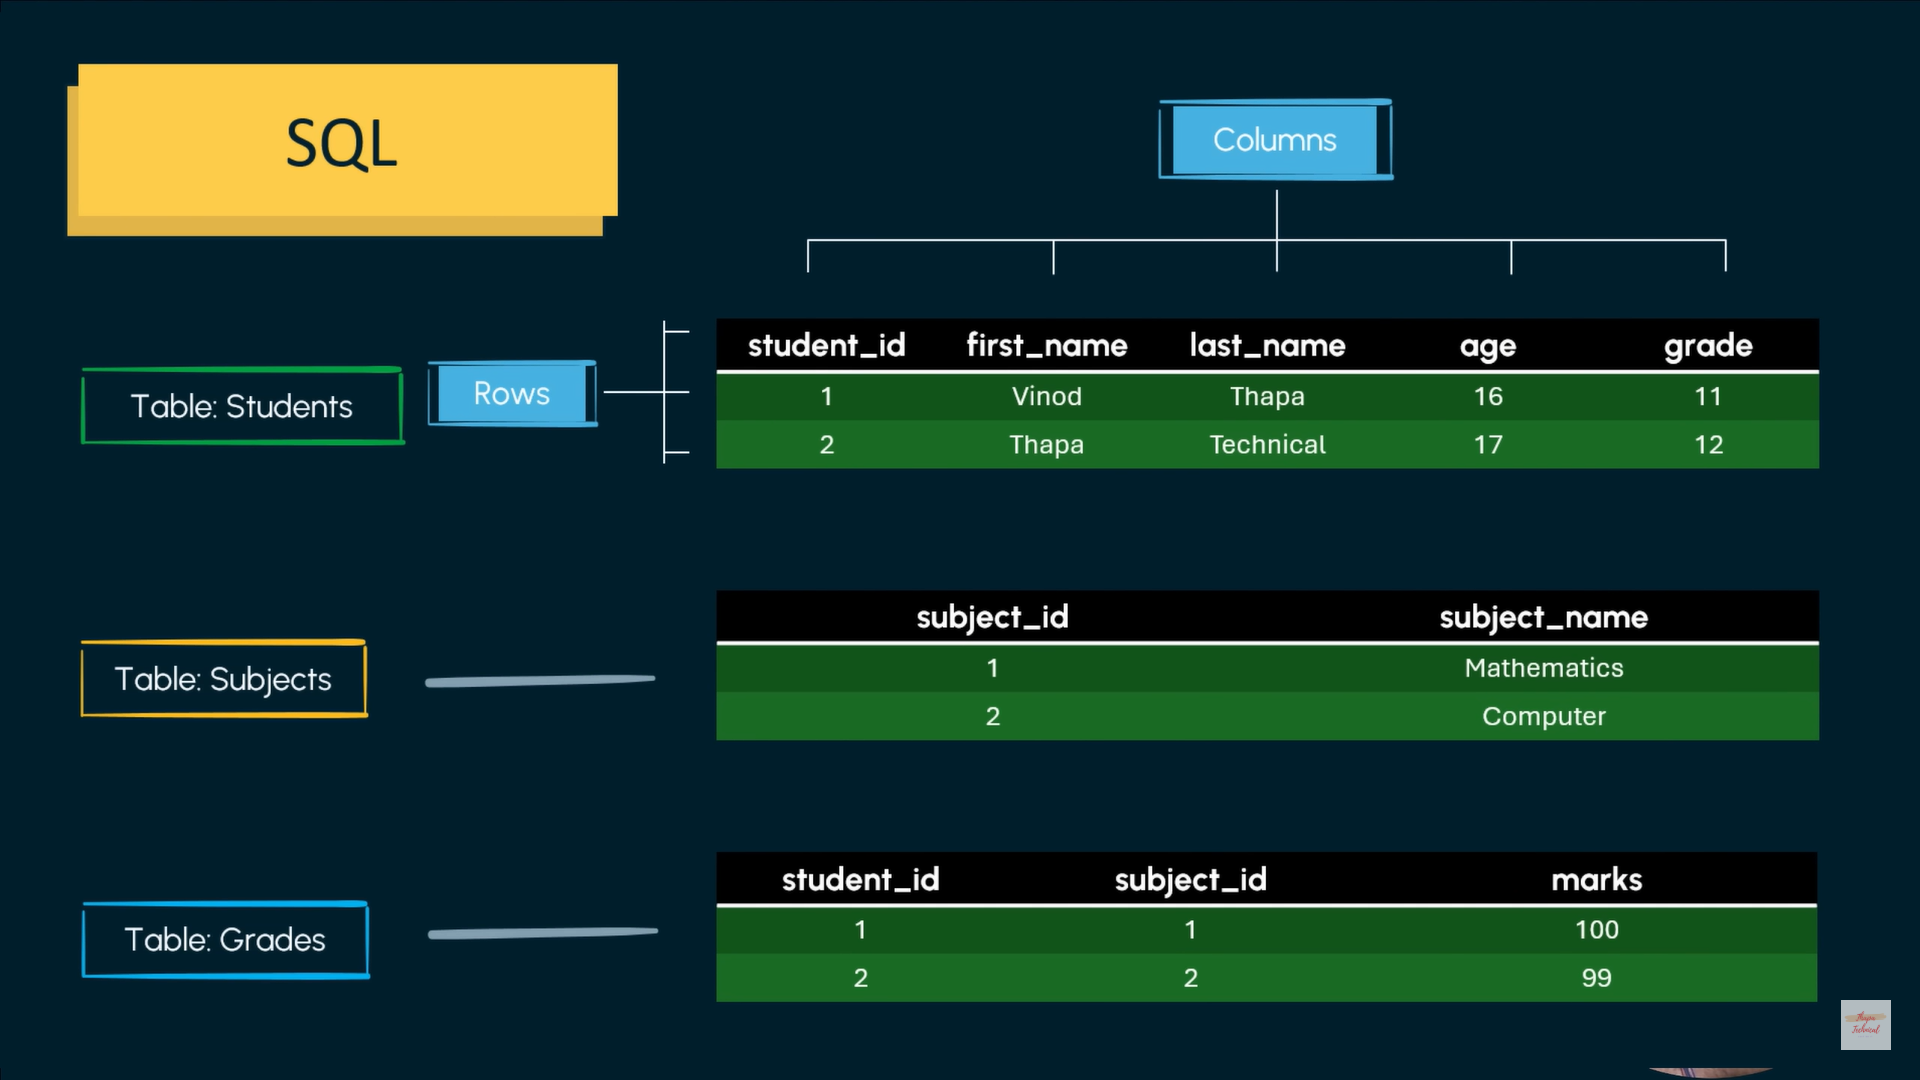 SQL
Columns
Table: Students
Rows
student_id first_name last_name age grade
1 Vinod Thapa 16 11
2 Thapa Technical 17 12
Table: Subjects
subject_id subject_name
1 Mathematics
2 Computer
Table: Grades
student_id subject_id marks
1 1 100
2 2 99
Thapa
Technical